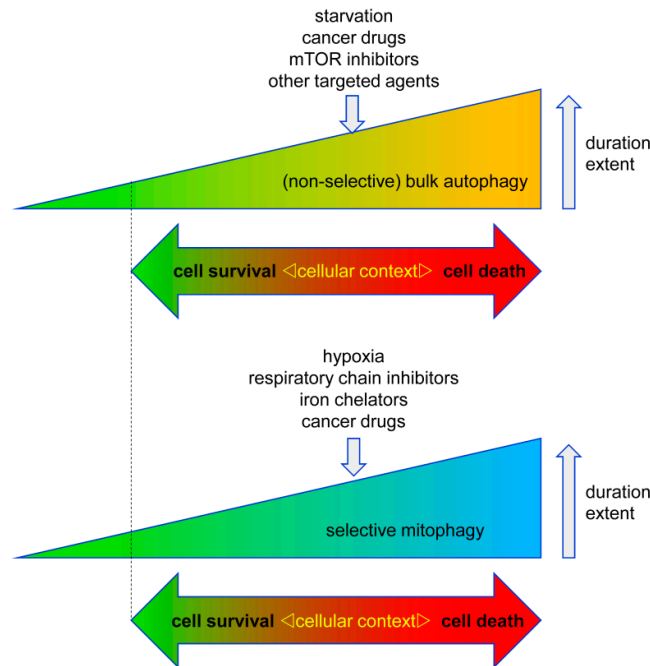 starvation
cancer drugs
mTOR inhibitors
other targeted agents
duration
extent
(non-selective) bulk autophagy
cell survival ◁cellular context▷ cell death
hypoxia
respiratory chain inhibitors
iron chelators
cancer drugs
duration
extent
selective mitophagy
cell survival ◁cellular context▷ cell death